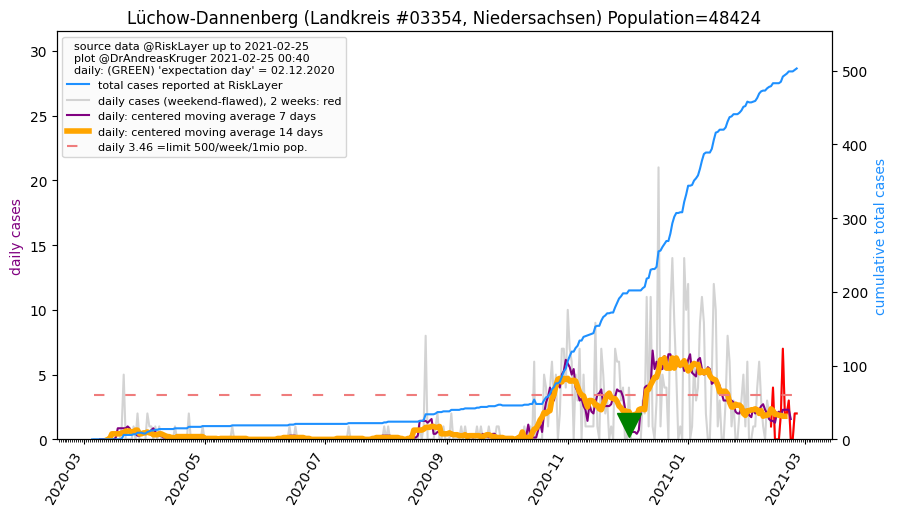 Lüchow-Dannenberg (Landkreis #03354, Niedersachsen) Population=48424
source data @RiskLayer up to 2021-02-25
plot @DrAndreasKruger 2021-02-25 00:40
daily: (GREEN) 'expectation day' = 02.12.2020
total cases reported at RiskLayer
daily cases (weekend-flawed), 2 weeks: red
daily: centered moving average 7 days
daily: centered moving average 14 days
daily 3.46 =limit 500/week/1mio pop.
daily cases
30
25
20
15
10
5
0
cumulative total cases
500
400
300
200
100
0
2020-03
2020-05
2020-07
2020-09
2020-11
2021-01
2021-03